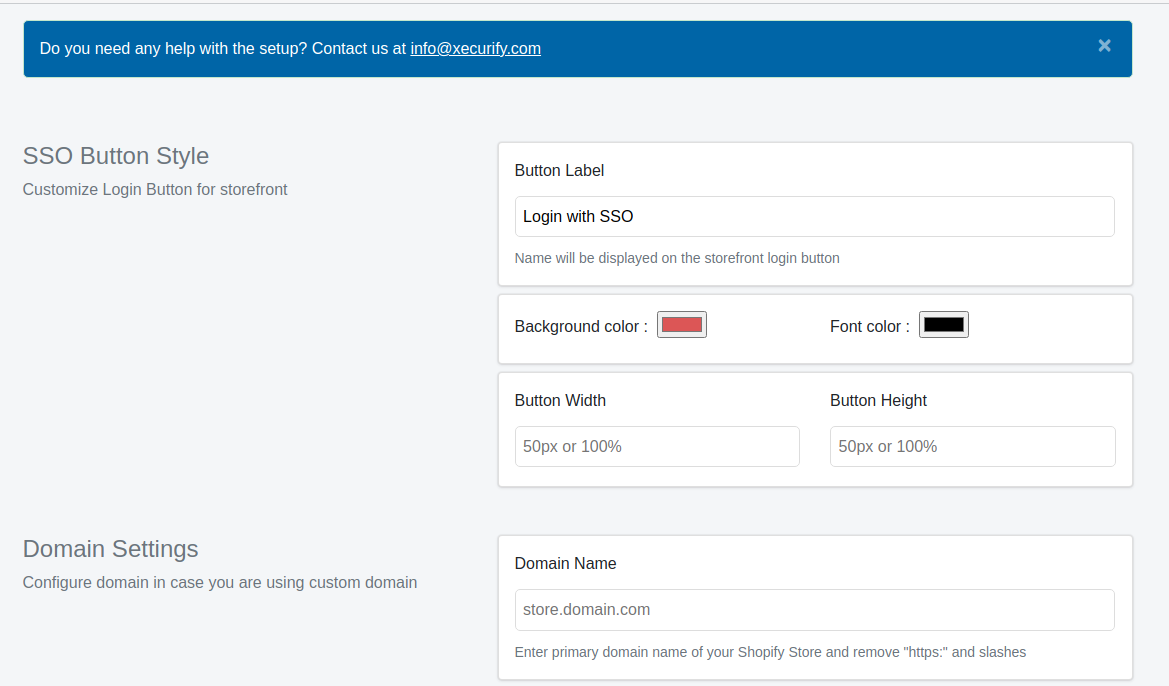 Do you need any help with the setup? Contact us at info@xecurify.com
×
SSO Button Style
Customize Login Button for storefront
Button Label
Login with SSO
Name will be displayed on the storefront login button
Background color :
Font color :
Button Width
Button Height
50px or 100%
50px or 100%
Domain Settings
Configure domain in case you are using custom domain
Domain Name
store.domain.com
Enter primary domain name of your Shopify Store and remove "https:" and slashes